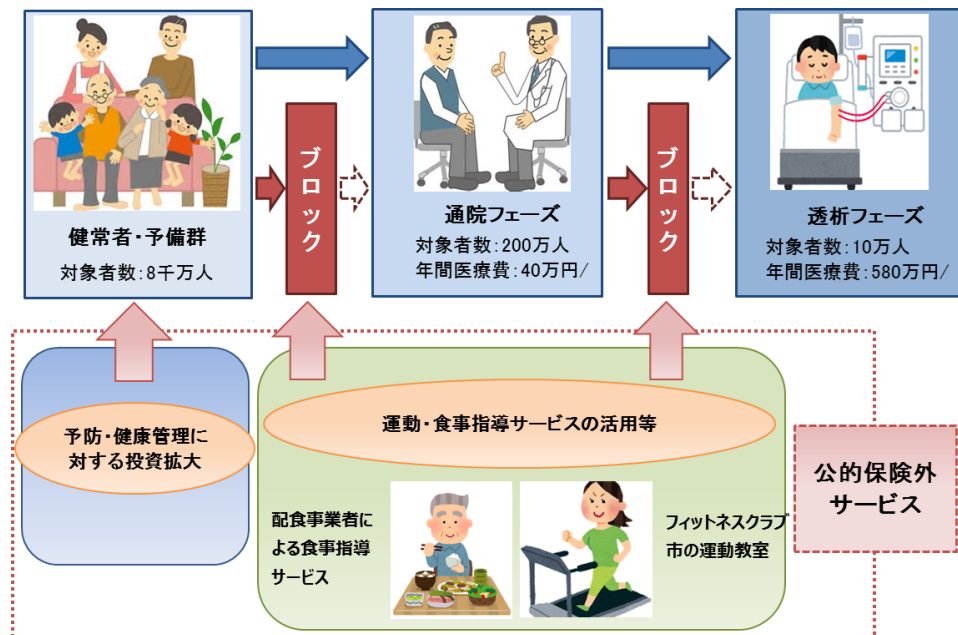 健常者・予備群
対象者数:8千万人
ブロック
通院フェーズ
対象者数:200万人
年間医療費:40万円/
ブロック
透析フェーズ
対象者数:10万人
年間医療費:580万円/
予防・健康管理に
対する投資拡大
運動・食事指導サービスの活用等
配食事業者に
よる食事指導
サービス
フィットネスクラブ
市の運動教室
公的保険外
サービス